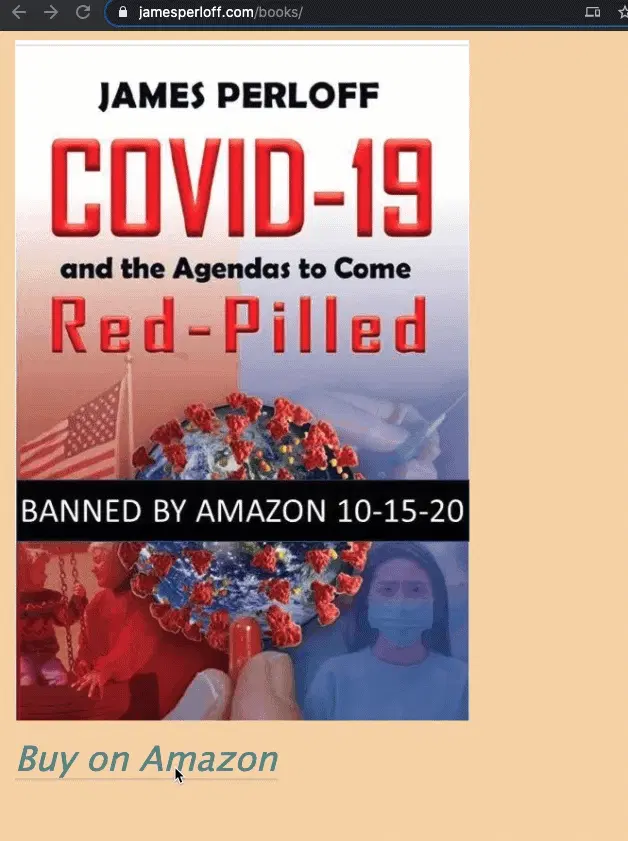 jamesperloff.com/books/
JAMES PERLOFF
COVID-19
and the Agendas to Come
Red-Pilled
BANNED BY AMAZON 10-15-20
Buy on Amazon